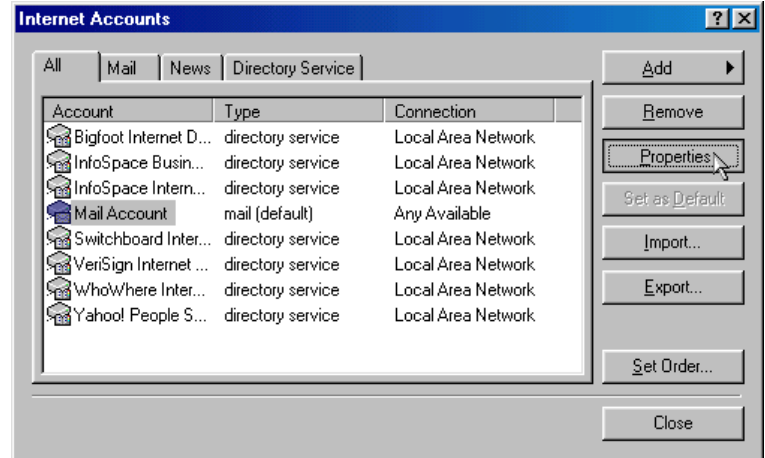 Internet Accounts
All Mail News Directory Service
Add
Account Type Connection
Remove
Bigfoot Internet D... directory service Local Area Network
InfoSpace Busin... directory service Local Area Network
Properties
InfoSpace Intern... directory service Local Area Network
Set as Default
Mail Account mail (default) Any Available
Switchboard Inter... directory service Local Area Network
Import...
VeriSign Internet ... directory service Local Area Network
WhoWhere Inter... directory service Local Area Network
Export...
Yahoo! People S... directory service Local Area Network
Set Order...
Close